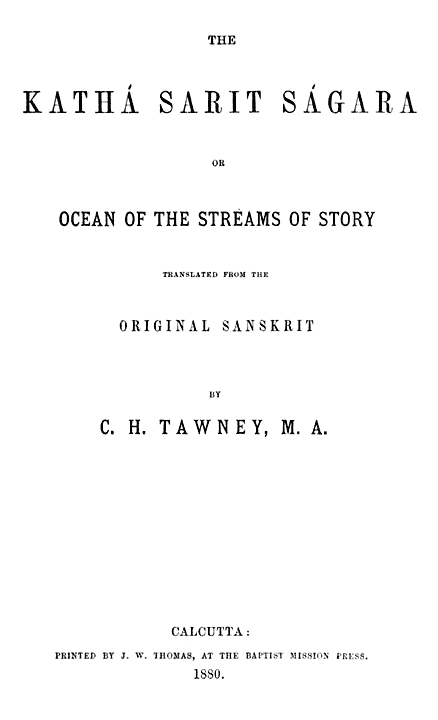 THE
KATHÁ SARIT SÁGARA
OR
OCEAN OF THE STREAMS OF STORY
TRANSLATED FROM THE
ORIGINAL SANSKRIT
BY
C. H. TAWNEY, M. A.
CALCUTTA:
PRINTED BY J. W. THOMAS, AT THE BAPTIST MISSION PRESS.
1880.